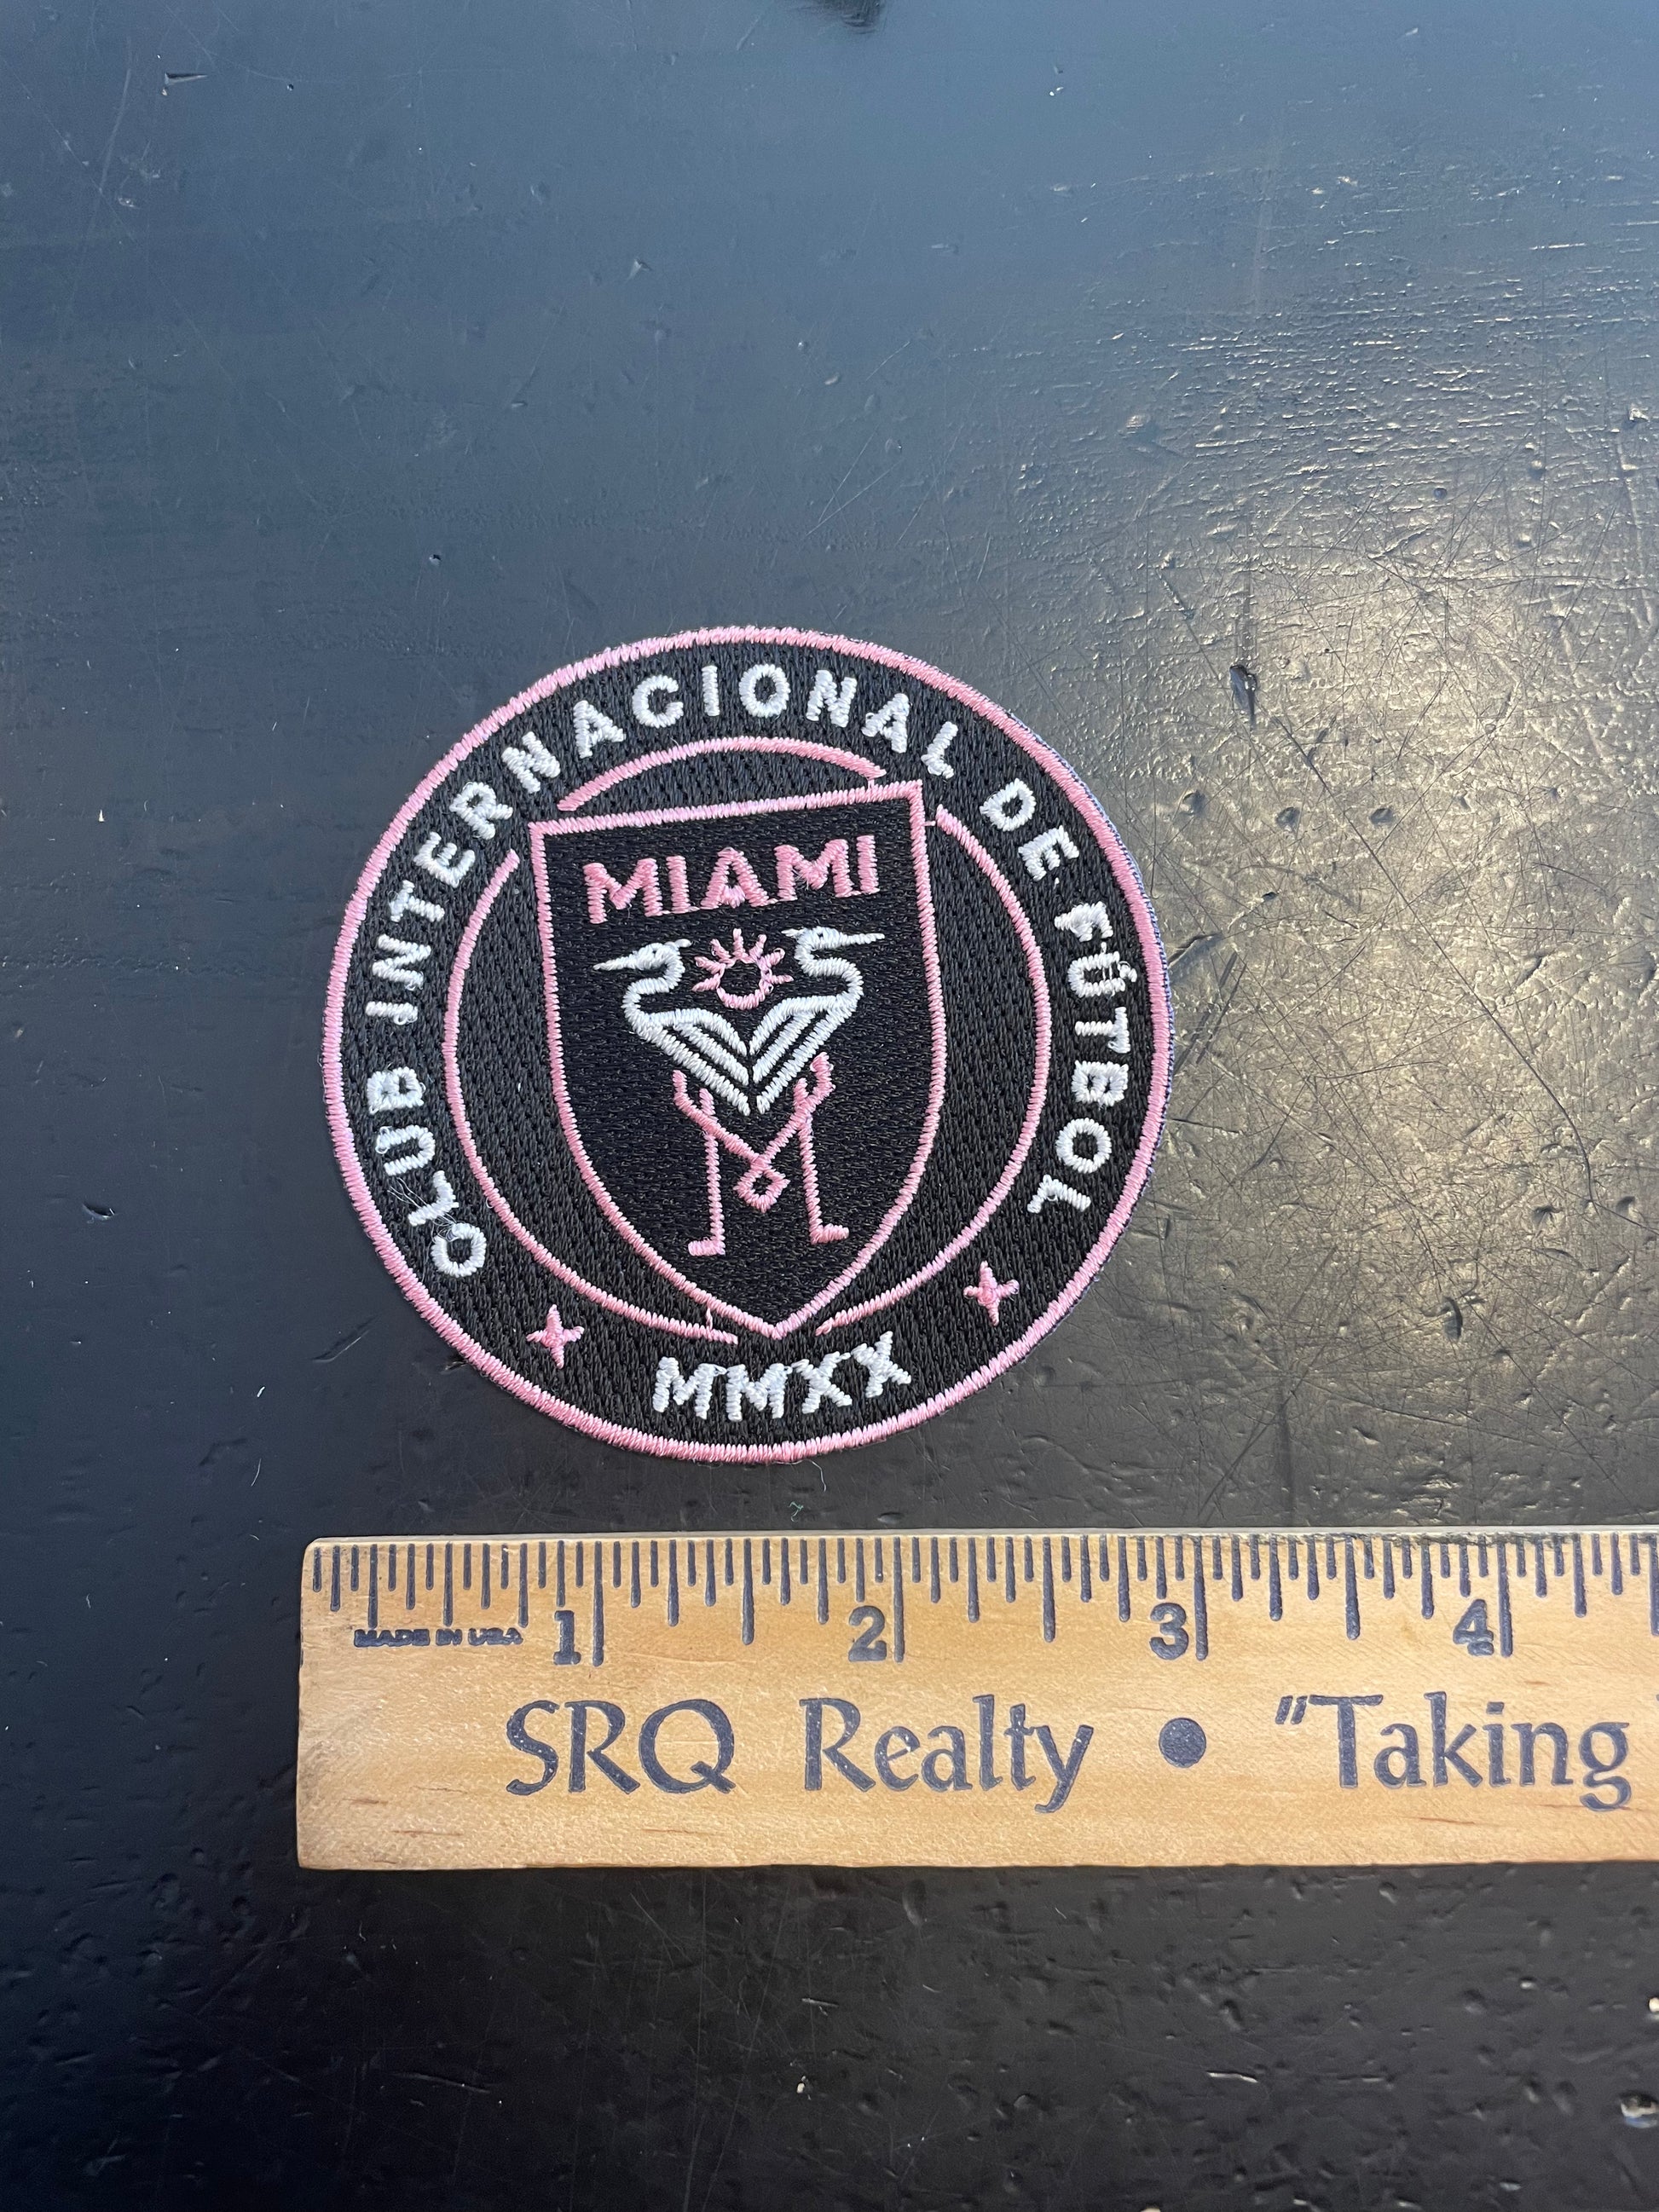 CLUB INTERNACIONAL DE FÚTBOL
MIAMI
MMXX
1 2 3 4
MADE IN USA
SRQ Realty • "Taking